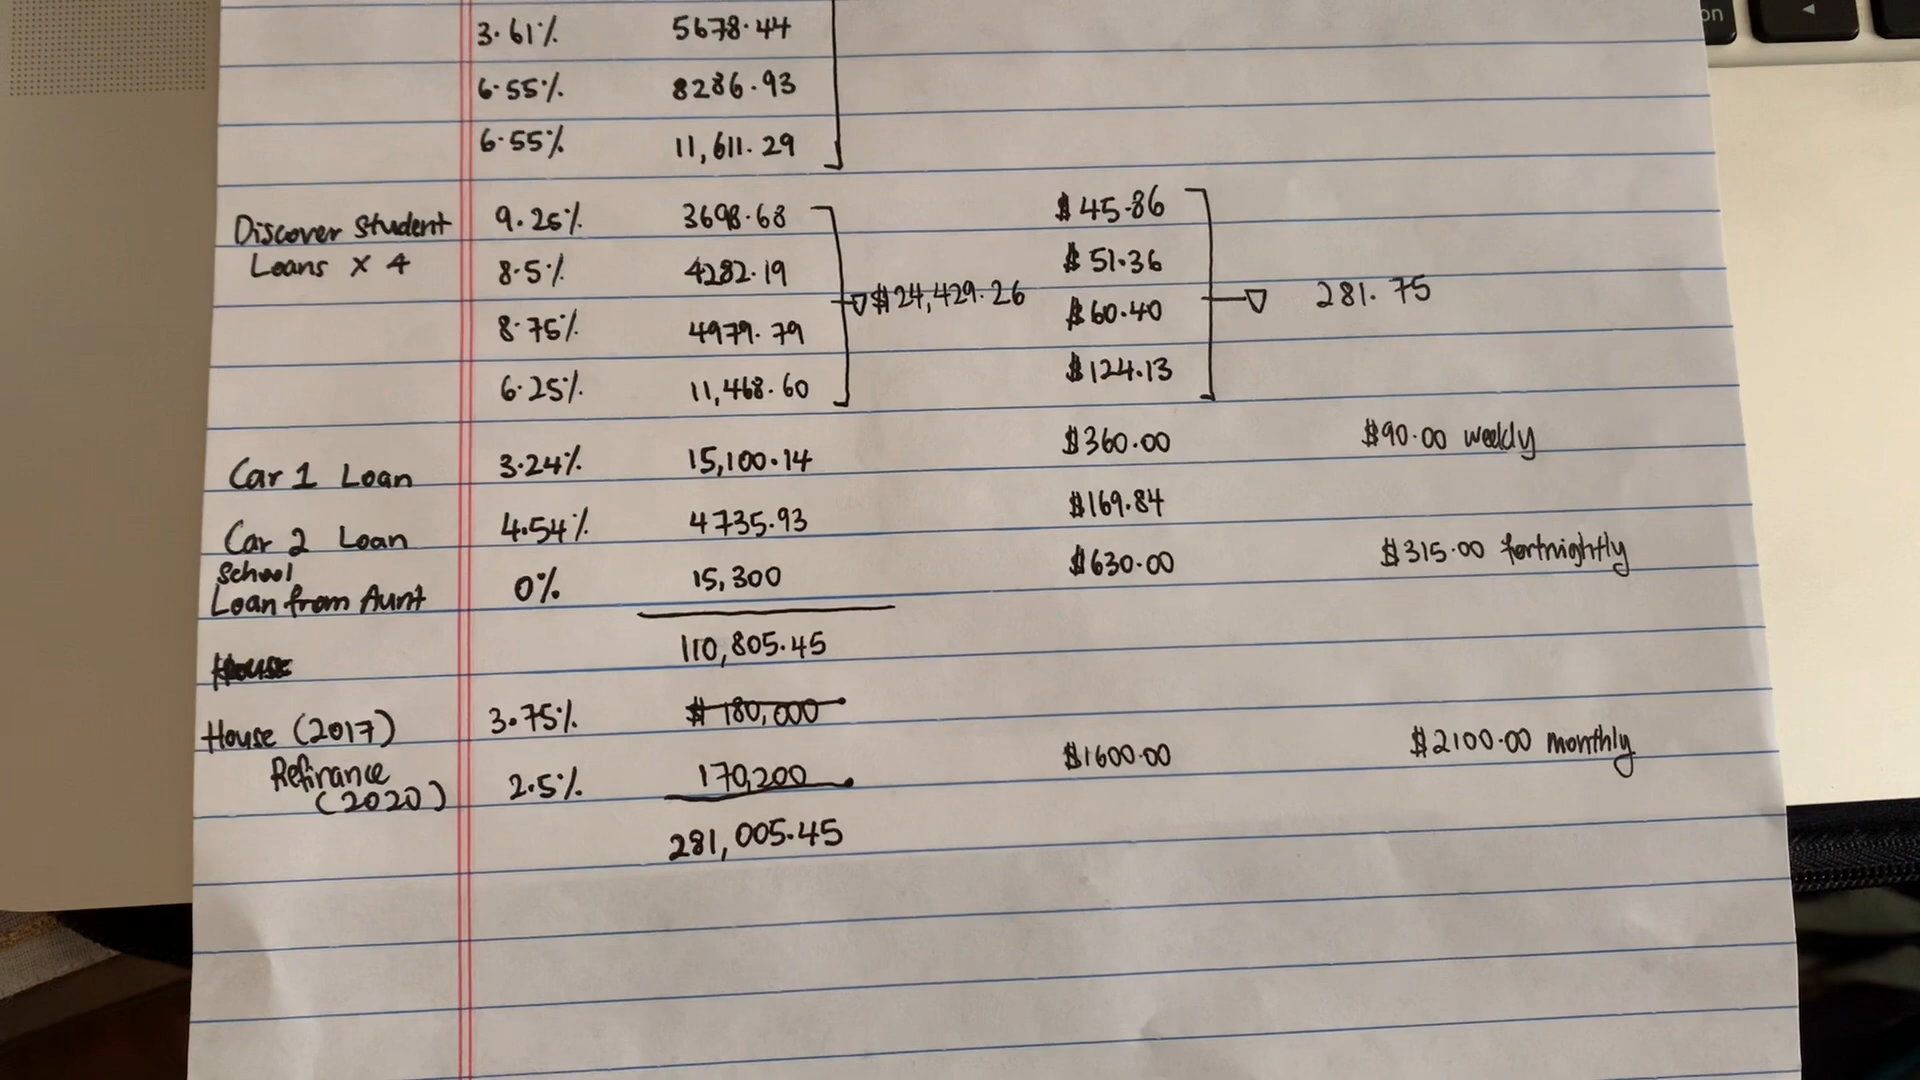 on
3.61% 5678.44
6.55% 8286.93
6.55% 11,611.29
Discover Student Loans x 4
9.25% 3698.68 $45.86
8.5% 4282.19 $51.36
$24,429.26 281.75
8.75% 4979.79 $60.40
6.25% 11,468.60 $124.13
Car 1 Loan 3.24% 15,100.14 $360.00 $90.00 weekly
Car 2 Loan 4.54% 4735.93 $169.84
School
Loan from Aunt 0% 15,300 $630.00 $315.00 fortnightly
110,805.45
House
House (2017) 3.75% $180,000
Refinance
(2020) 2.5% 170,200 $1600.00 $2100.00 monthly
281,005.45